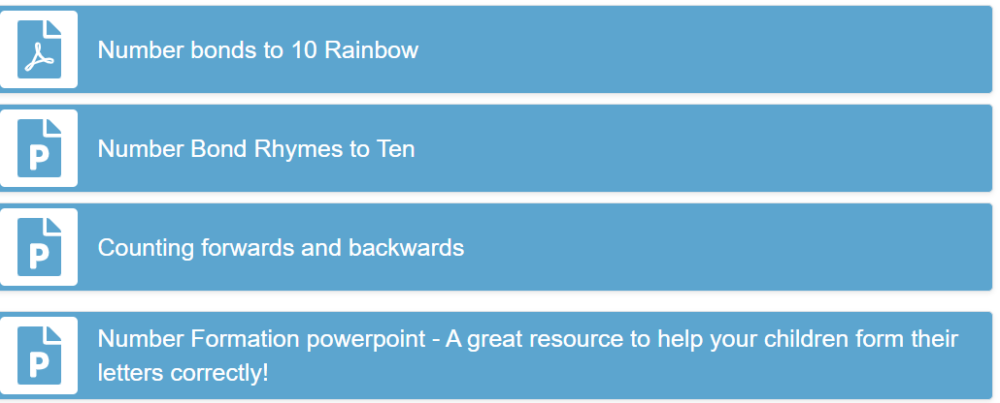 Number bonds to 10 Rainbow
P
Number Bond Rhymes to Ten
P
Counting forwards and backwards
P
Number Formation powerpoint - A great resource to help your children form their
letters correctly!